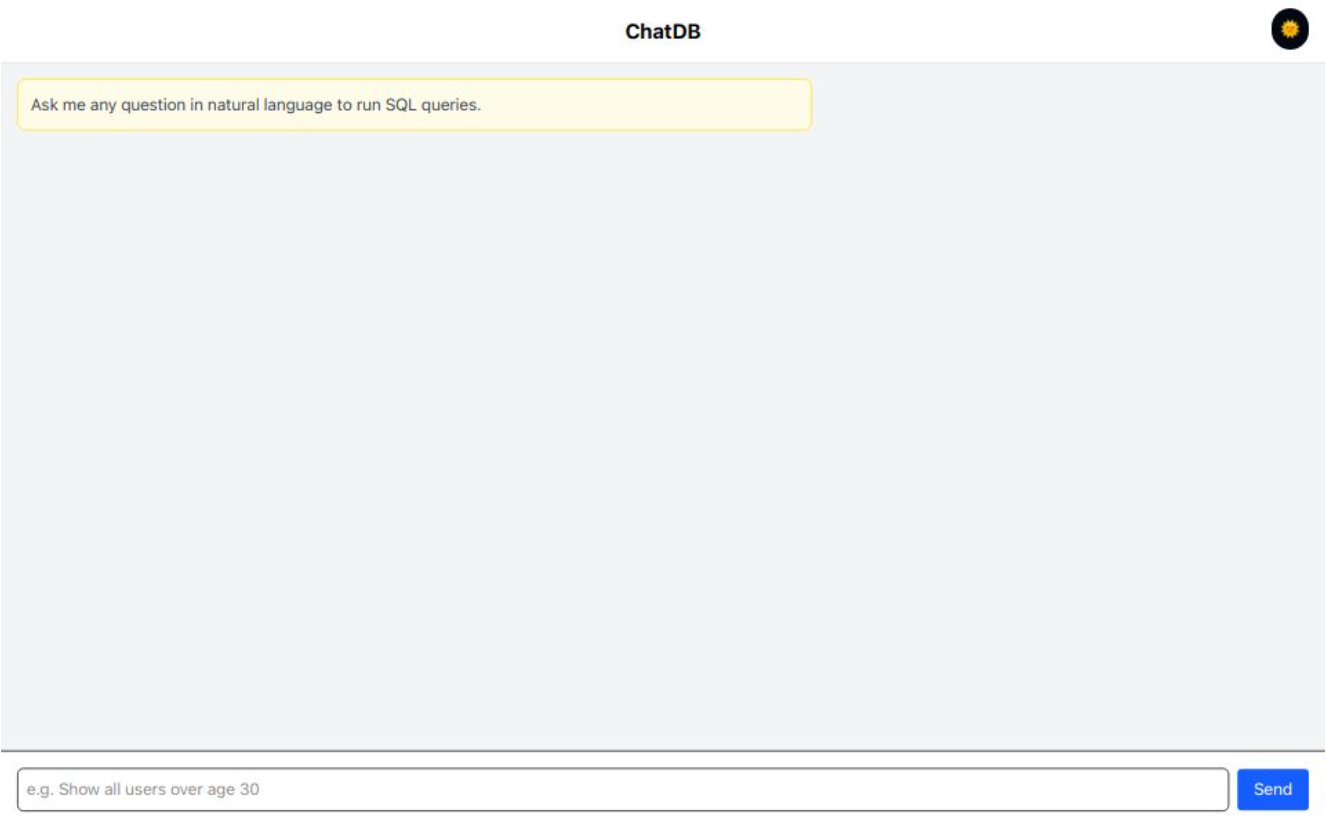 ChatDB
Ask me any question in natural language to run SQL queries.
e.g. Show all users over age 30
Send